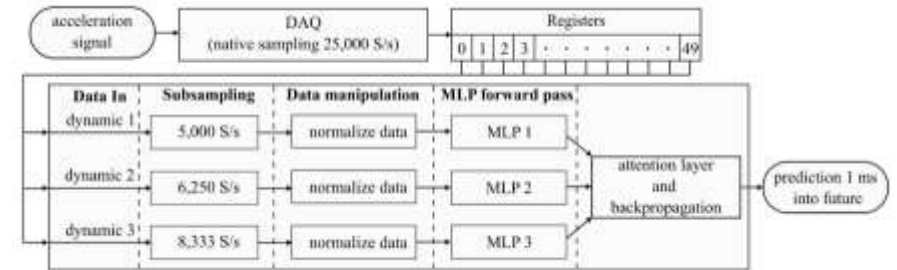 acceleration
signal
DAQ
(native sampling 25,000 S/s)
Registers
0 1 2 3 . . . . . . . . 49
Data In Subsampling Data manipulation MLP forward pass
dynamic 1 5,000 S/s normalize data MLP 1
dynamic 2 6,250 S/s normalize data MLP 2
dynamic 3 8,333 S/s normalize data MLP 3
attention layer
and
backpropagation
prediction 1 ms
into future